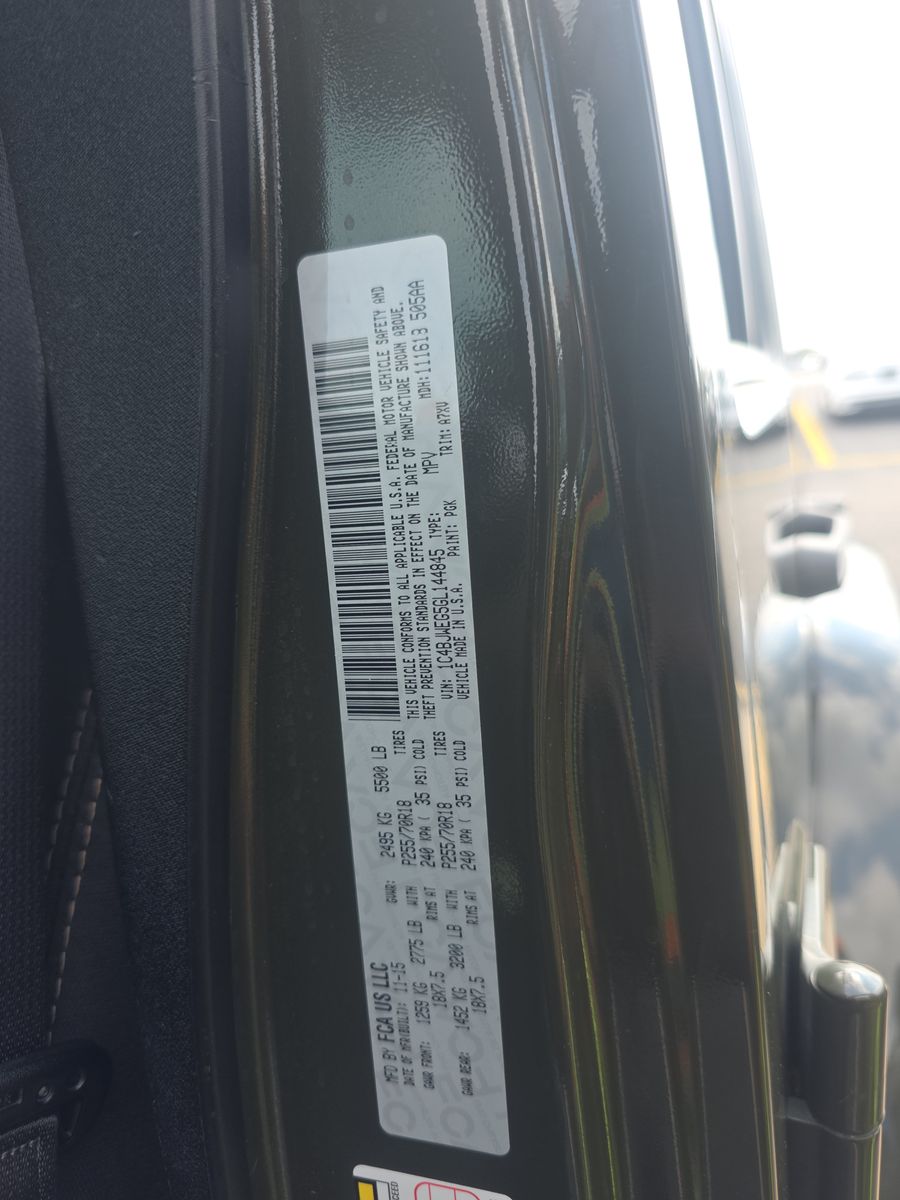 MFD BY FCA US LLC
DATE OF MFR(BUILT): 11-15 GVWR: 2495 KG 5500 LB
GAWR FRONT: 1259 KG 2775 LB WITH P255/70R18 TIRES
18X7.5 RIMS AT 240 KPA ( 35 PSI) COLD
GAWR REAR: 1452 KG 3200 LB WITH P255/70R18 TIRES
18X7.5 RIMS AT 240 KPA ( 35 PSI) COLD
THIS VEHICLE CONFORMS TO ALL APPLICABLE U.S.A. FEDERAL MOTOR VEHICLE SAFETY AND
THEFT PREVENTION STANDARDS IN EFFECT ON THE DATE OF MANUFACTURE SHOWN ABOVE.
VIN: 1C4BJWEG5GL144845 TYPE: MPV MDH:111613 505AA
VEHICLE MADE IN U.S.A. PAINT: PGK TRIM: A7XV